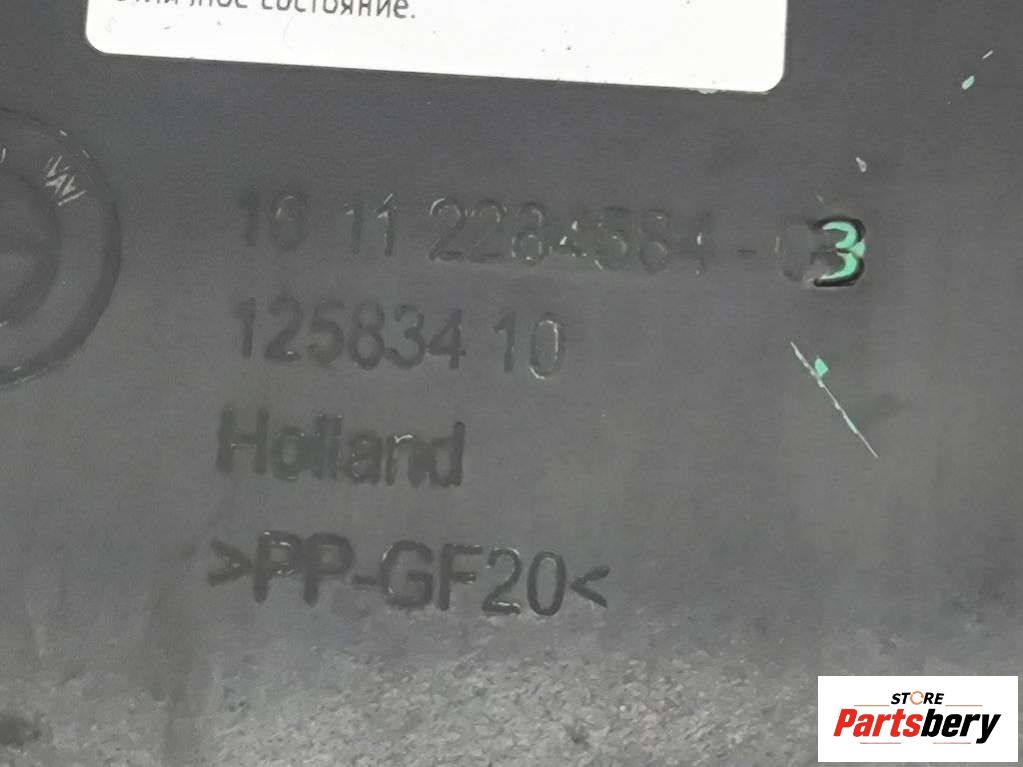 состояние.
16 11 2284584-03
125834 10
Holland
>PP-GF20<
STORE
Partsbery